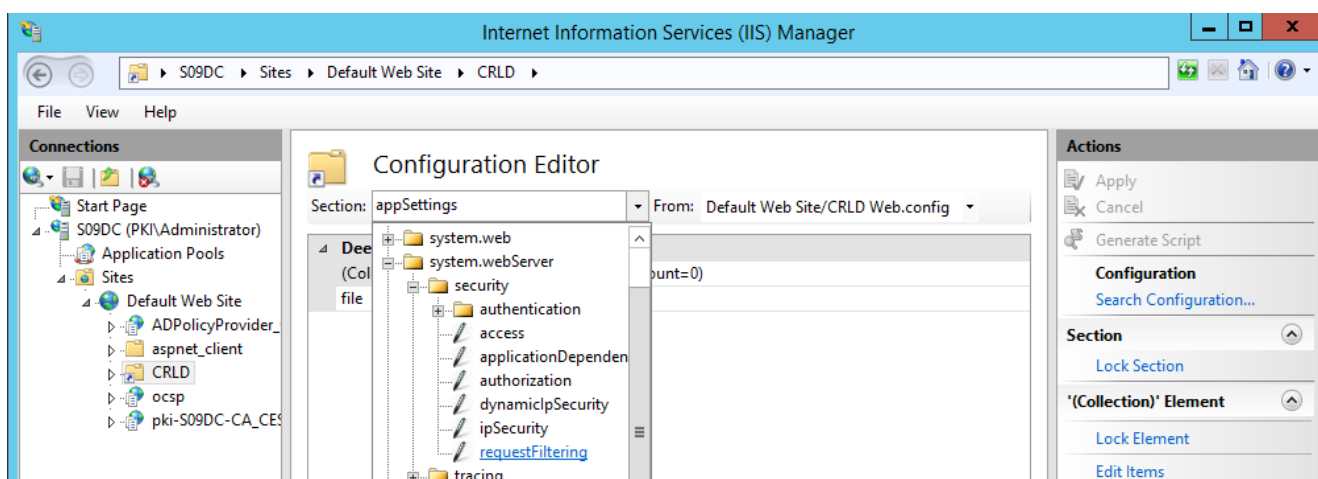 Internet Information Services (IIS) Manager
S09DC Sites Default Web Site CRLD
File View Help
Connections
Start Page
S09DC (PKI\Administrator)
Application Pools
Sites
Default Web Site
ADPolicyProvider_
aspnet_client
CRLD
ocsp
pki-S09DC-CA_CES
Configuration Editor
Section: appSettings From: Default Web Site/CRLD Web.config
Dee
(Col
file
ount=0)
system.web
system.webServer
security
authentication
access
applicationDependen
authorization
dynamicIpSecurity
ipSecurity
requestFiltering
tracing
Actions
Apply
Cancel
Generate Script
Configuration
Search Configuration...
Section
Lock Section
'(Collection)' Element
Lock Element
Edit Items